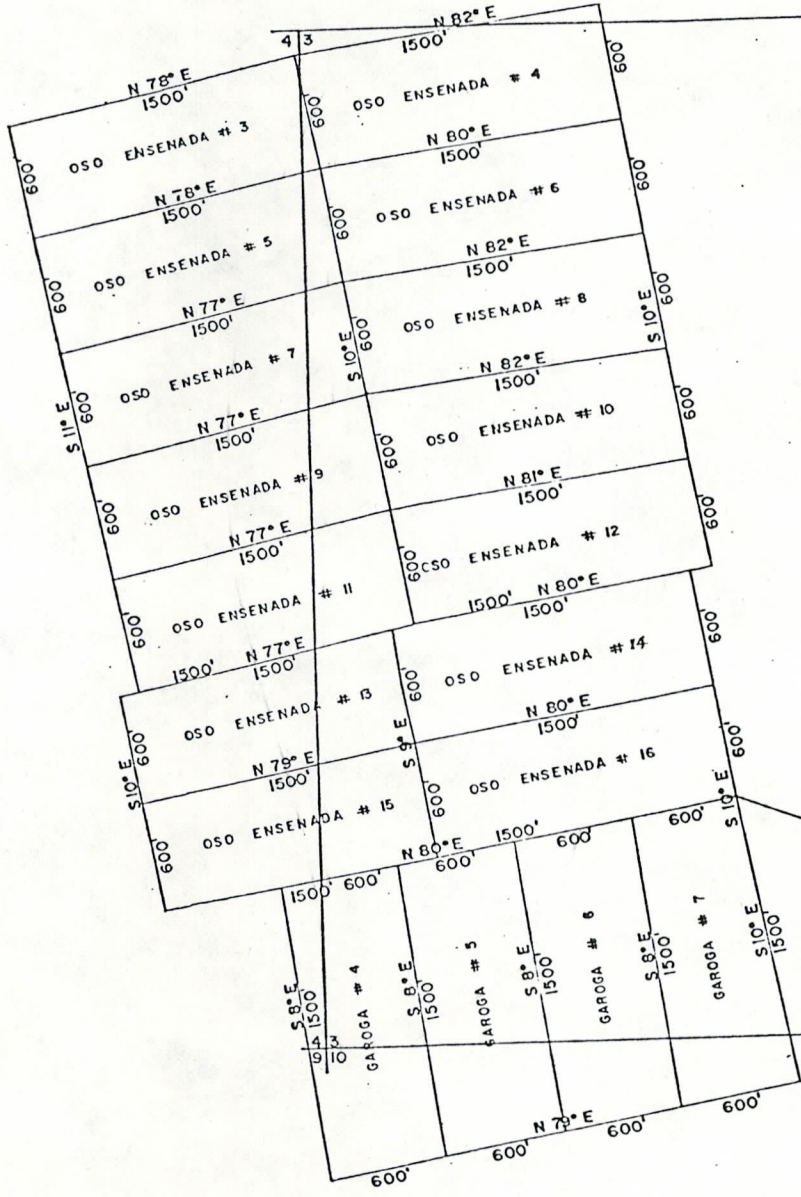 N 82° E
1500'
4 3
N 78° E
1500'
600'
OSO ENSENADA # 4
600'
OSO ENSENADA # 3
600'
N 80° E
1500'
N 78° E
1500'
600'
OSO ENSENADA # 6
600'
OSO ENSENADA # 5
600'
N 82° E
1500'
N 77° E
1500'
S 10° E
600'
OSO ENSENADA # 8
S 10° E
600'
OSO ENSENADA # 7
S 11° E
600'
N 82° E
1500'
N 77° E
1500'
600'
OSO ENSENADA # 10
600'
OSO ENSENADA # 9
600'
N 81° E
1500'
N 77° E
1500'
600'
CSO ENSENADA # 12
600'
OSO ENSENADA # 11
600'
1500'
N 80° E
1500'
1500'
N 77° E
1500'
600'
OSO ENSENADA # 14
600'
OSO ENSENADA # 13
S 10° E
600'
S 9° E
N 80° E
1500'
N 79° E
1500'
600'
OSO ENSENADA # 16
S 10° E
600'
OSO ENSENADA # 15
600'
N 80° E
1500'
1500'
600'
600'
600'
600'
S 8° E
1500'
GAROGA # 4
S 8° E
1500'
GAROGA # 5
S 8° E
1500'
GAROGA # 6
S 8° E
1500'
GAROGA # 7
S 10° E
1500'
4 3
9 10
N 79° E
600'
600'
600'
600'